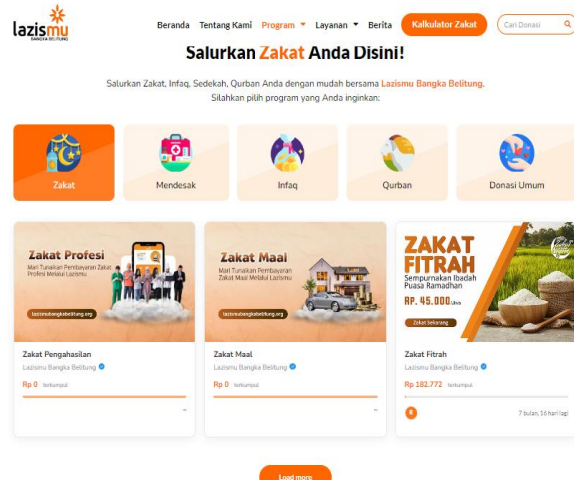 lazismu
BANGKA BELITUNG
Beranda Tentang Kami Program Layanan Berita Kalkulator Zakat Cari Donasi
Salurkan Zakat Anda Disini!
Salurkan Zakat, Infaq, Sedekah, Qurban Anda dengan mudah bersama Lazismu Bangka Belitung.
Silahkan pilih program yang Anda inginkan:
Zakat
Mendesak
Infaq
Qurban
Donasi Umum
Zakat Profesi
Mari Tunaikan Pembayaran Zakat
Profesi Melalui Lazismu
lazismubangkabelitung.org
Zakat Pengahasilan
Lazismu Bangka Belitung
Rp 0 terkumpul
Zakat Maal
Mari Tunaikan Pembayaran
Zakat Maal Melalui Lazismu
lazismubangkabelitung.org
Zakat Maal
Lazismu Bangka Belitung
Rp 0 terkumpul
ZAKAT
FITRAH
Sempurnakan Ibadah
Puasa Ramadhan
RP. 45.000
Zakat Sekarang
Zakat Fitrah
Lazismu Bangka Belitung
Rp 182.772 terkumpul
7 bulan, 16 hari lagi
Load more